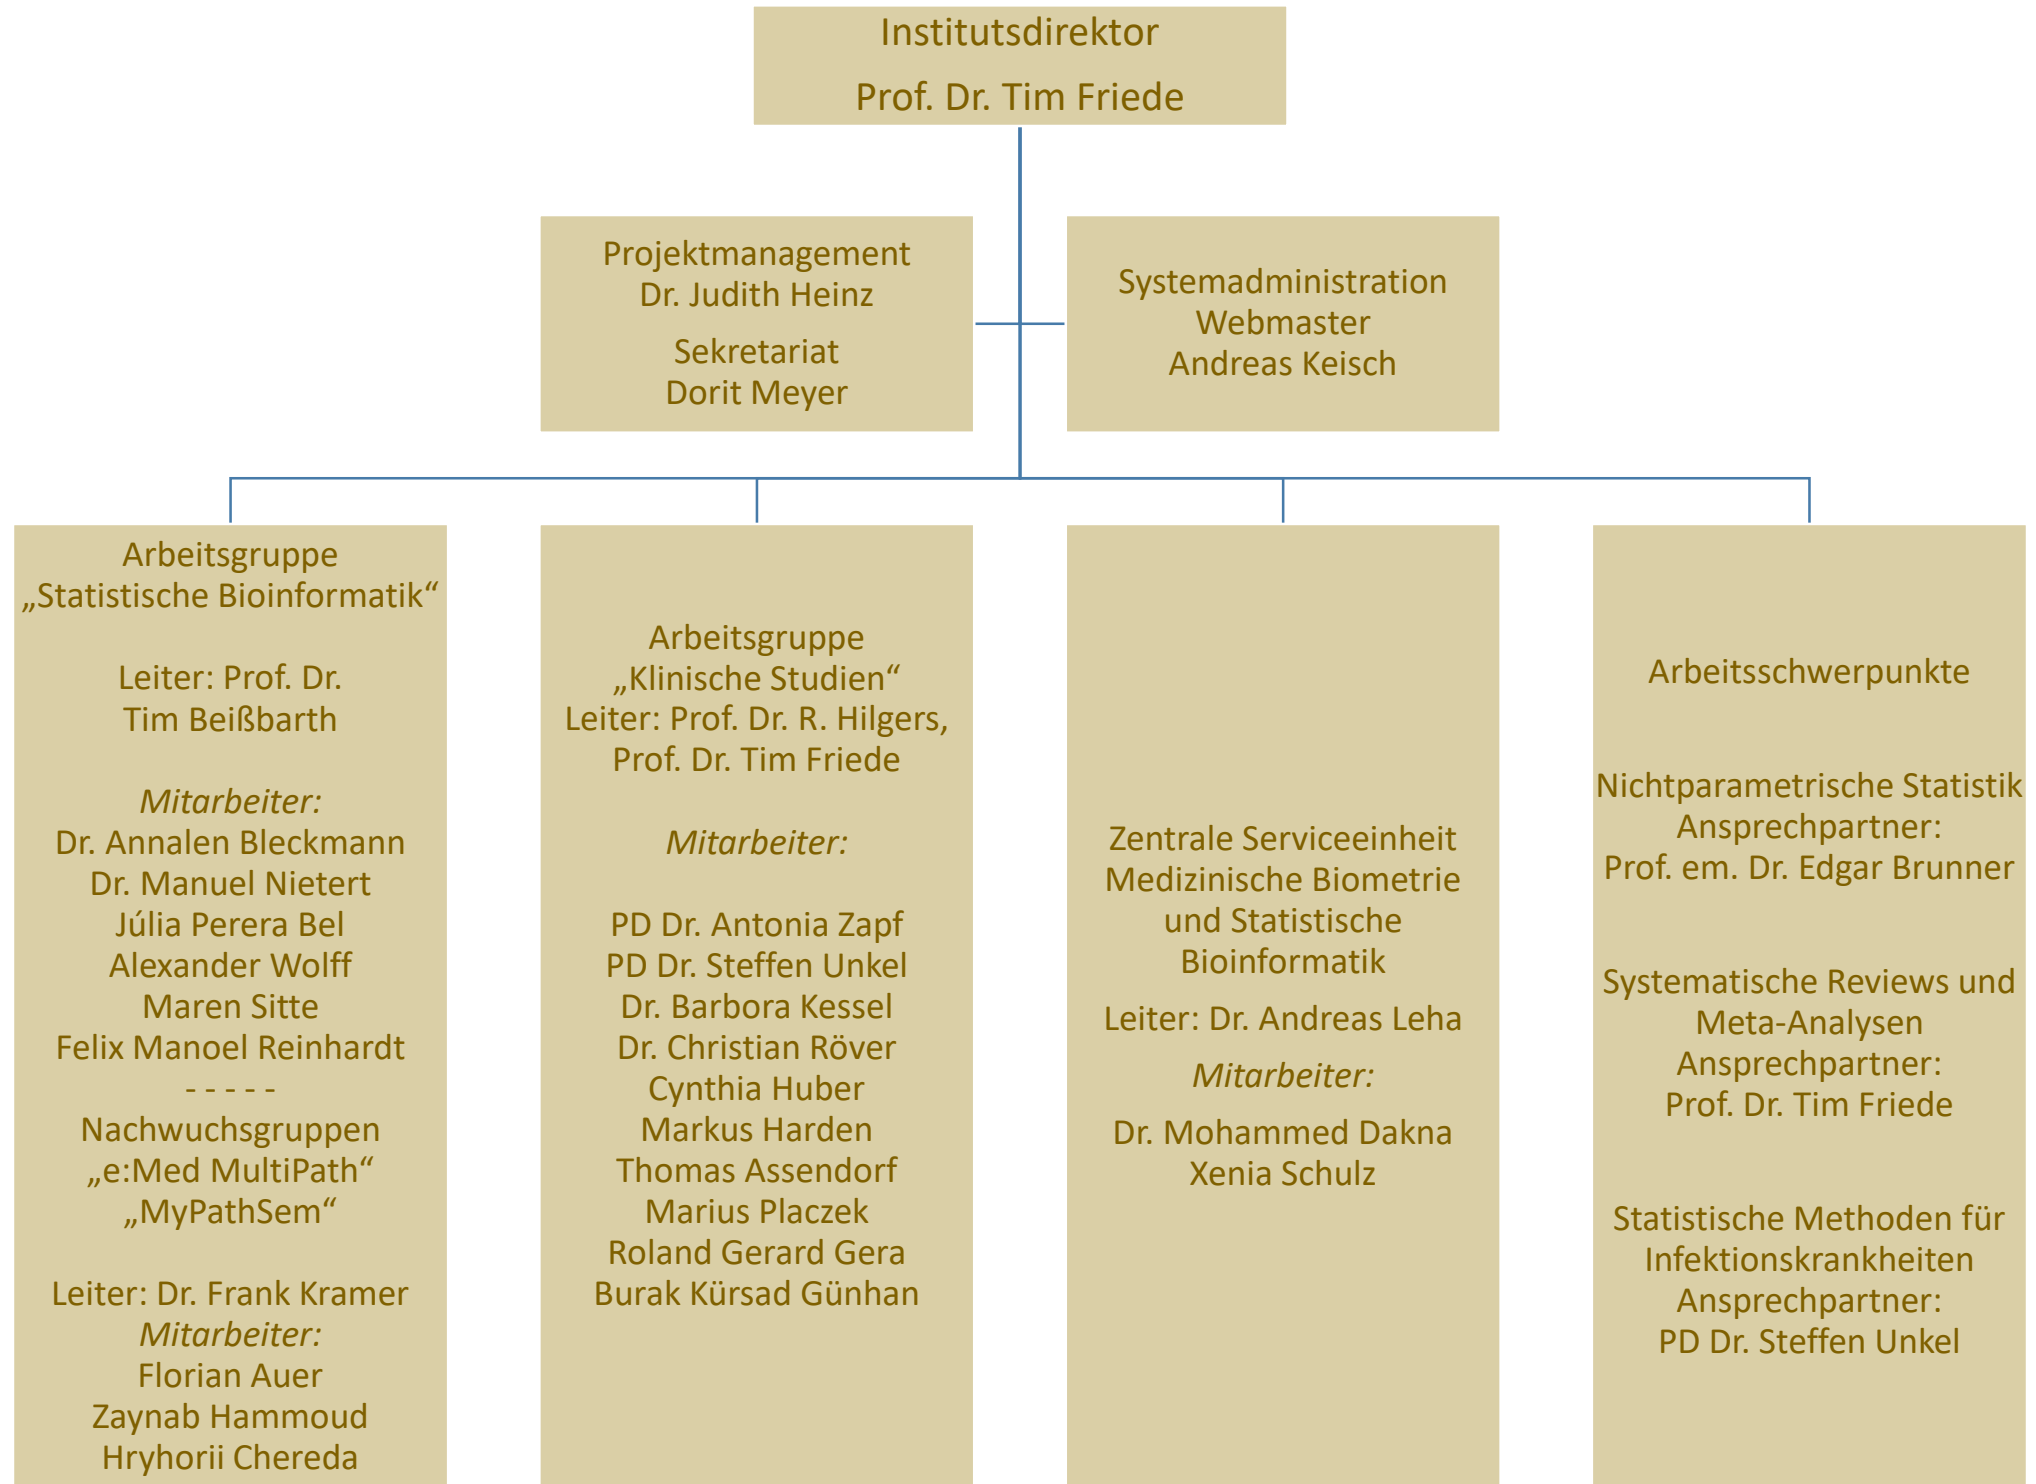 Institutsdirektor
Prof. Dr. Tim Friede
Projektmanagement
Dr. Judith Heinz
Sekretariat
Dorit Meyer
Systemadministration
Webmaster
Andreas Keisch
Arbeitsgruppe
„Statistische Bioinformatik“
Leiter: Prof. Dr.
Tim Beißbarth
Mitarbeiter:
Dr. Annalen Bleckmann
Dr. Manuel Nietert
Júlia Perera Bel
Alexander Wolff
Maren Sitte
Felix Manoel Reinhardt
- - - - -
Nachwuchsgruppen
„e:Med MultiPath“
„MyPathSem“
Leiter: Dr. Frank Kramer
Mitarbeiter:
Florian Auer
Zaynab Hammoud
Hryhorii Chereda
Arbeitsgruppe
„Klinische Studien“
Leiter: Prof. Dr. R. Hilgers,
Prof. Dr. Tim Friede
Mitarbeiter:
PD Dr. Antonia Zapf
PD Dr. Steffen Unkel
Dr. Barbora Kessel
Dr. Christian Röver
Cynthia Huber
Markus Harden
Thomas Assendorf
Marius Placzek
Roland Gerard Gera
Burak Kürsad Günhan
Zentrale Serviceeinheit
Medizinische Biometrie
und Statistische
Bioinformatik
Leiter: Dr. Andreas Leha
Mitarbeiter:
Dr. Mohammed Dakna
Xenia Schulz
Arbeitsschwerpunkte
Nichtparametrische Statistik
Ansprechpartner:
Prof. em. Dr. Edgar Brunner
Systematische Reviews und
Meta-Analysen
Ansprechpartner:
Prof. Dr. Tim Friede
Statistische Methoden für
Infektionskrankheiten
Ansprechpartner:
PD Dr. Steffen Unkel